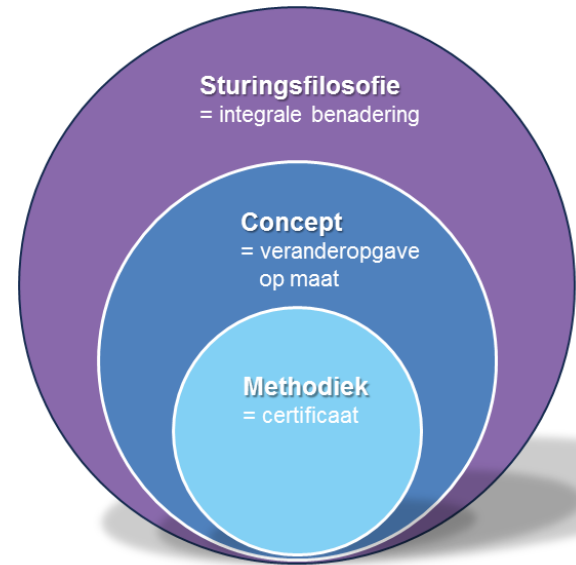 Sturingsfilosofie
= integrale benadering
Concept
= veranderopgave
op maat
Methodiek
= certificaat